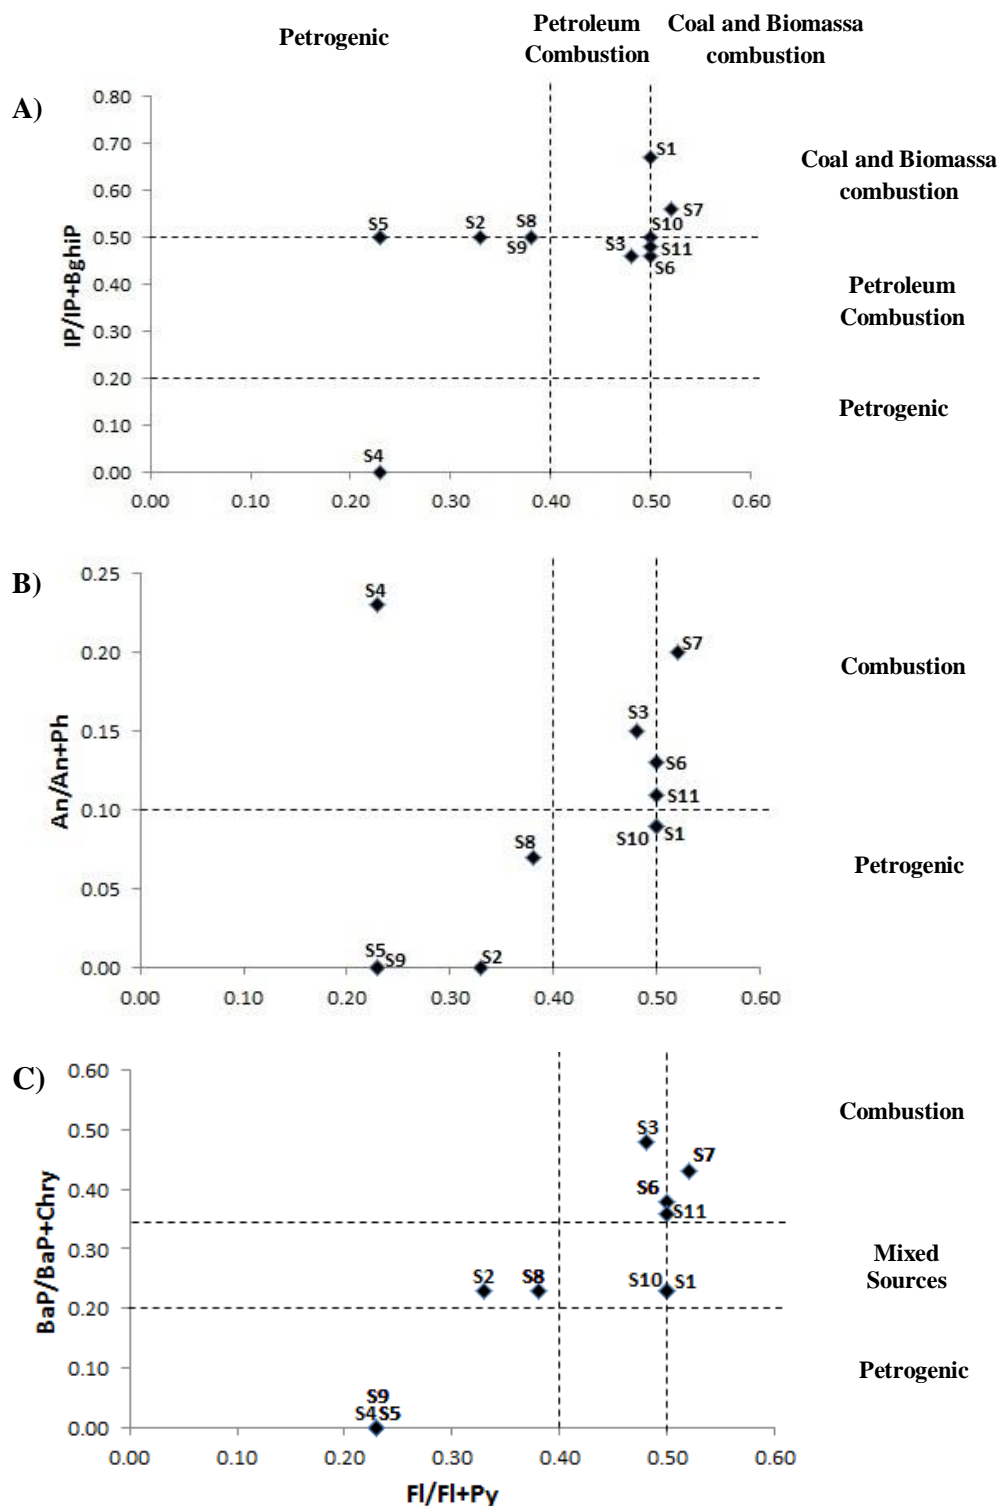 Petrogenic
Petroleum
Combustion
Coal and Biomassa
combustion
A)
0.80
0.70
0.60
0.50
0.40
0.30
0.20
0.10
0.00
IP/IP+BghiP
S1
S7
S10
S5
S2
S8
S9
S3
S11
S6
S4
0.00
0.10
0.20
0.30
0.40
0.50
0.60
Coal and Biomassa
combustion
Petroleum
Combustion
Petrogenic
B)
0.25
0.20
0.15
0.10
0.05
0.00
An/An+Ph
S4
S7
S3
S6
S11
S10
S1
S8
S5
S9
S2
0.00
0.10
0.20
0.30
0.40
0.50
0.60
Combustion
Petrogenic
C)
0.60
0.50
0.40
0.30
0.20
0.10
0.00
BaP/BaP+Chry
S3
S7
S6
S11
S2
S8
S10
S1
S9
S4
S5
0.00
0.10
0.20
0.30
0.40
0.50
0.60
Fl/Fl+Py
Combustion
Mixed
Sources
Petrogenic